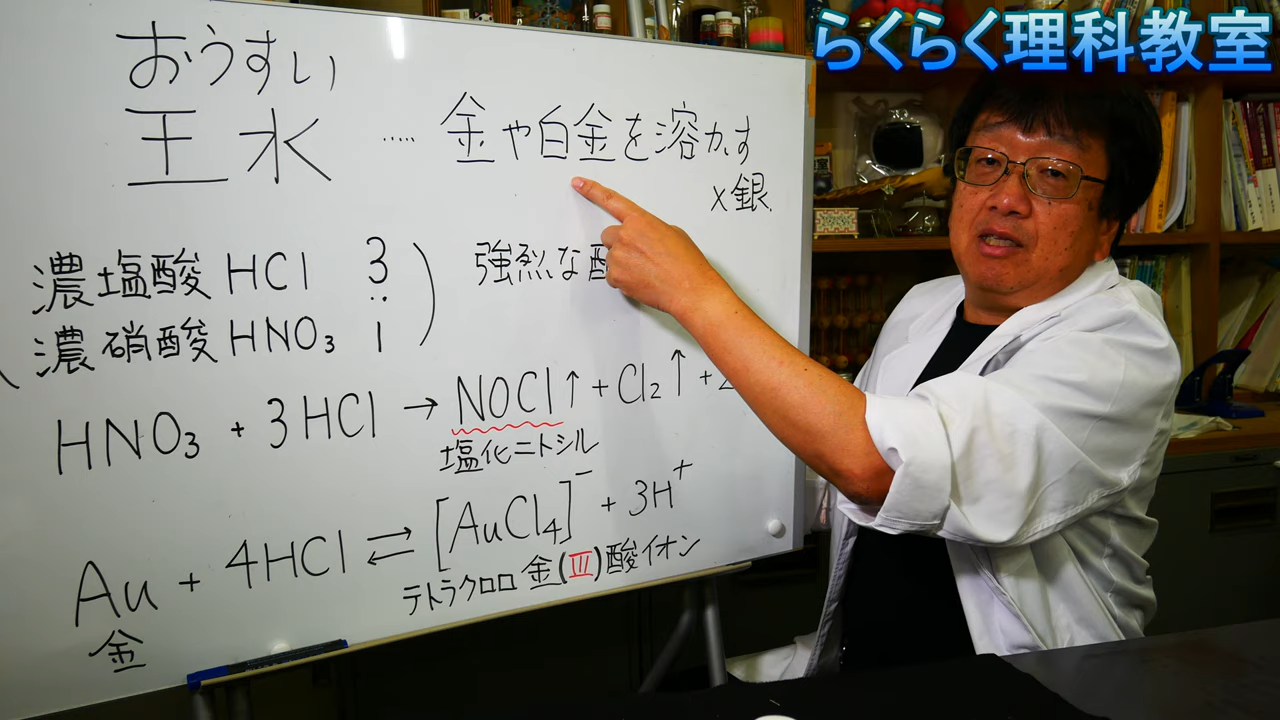 らくらく理科教室
おうすい
王水 ····· 金や白金を溶かす
×銀
濃塩酸 HCl 3
:
濃硝酸 HNO₃ 1
強烈な酸
HNO₃ + 3HCl → NOCl↑ + Cl₂↑ +
塩化ニトシル
Au + 4HCl ⇄ [AuCl₄]⁻ + 3H⁺
金
テトラクロロ金(III)酸イオン